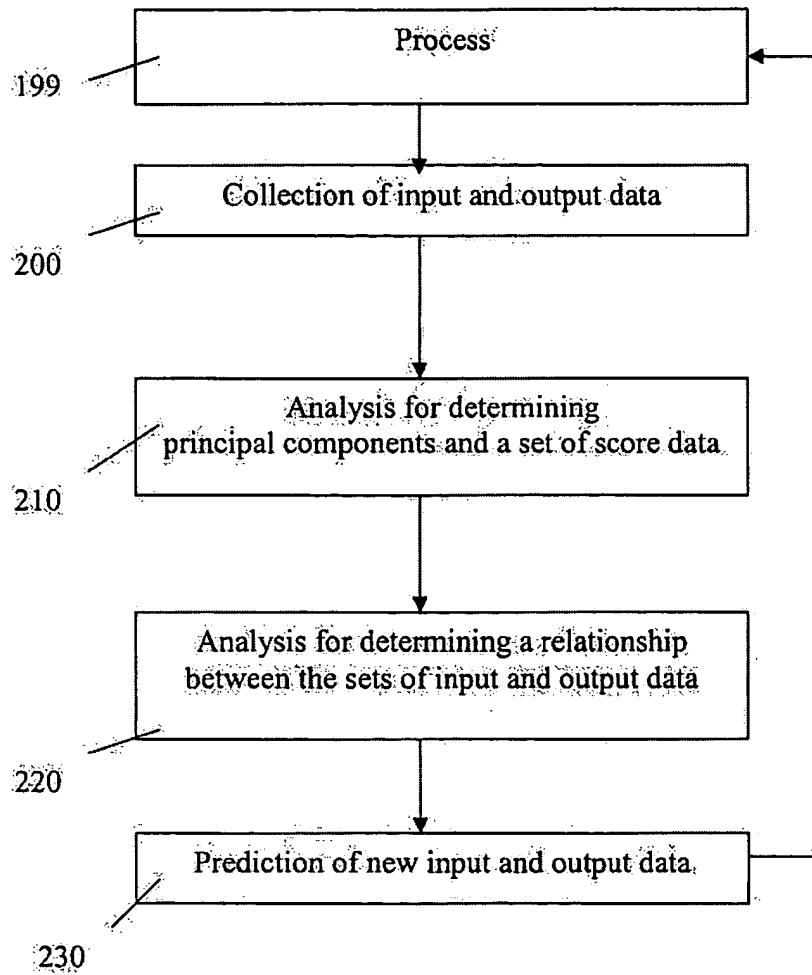 Process
199
Collection of input and output data
200
Analysis for determining
principal components and a set of score data
210
Analysis for determining a relationship
between the sets of input and output data
220
Prediction of new input and output data
230